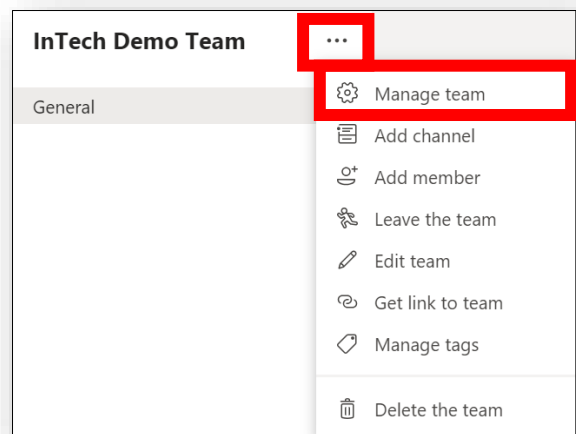 InTech Demo Team
General
Manage team
Add channel
Add member
Leave the team
Edit team
Get link to team
Manage tags
Delete the team